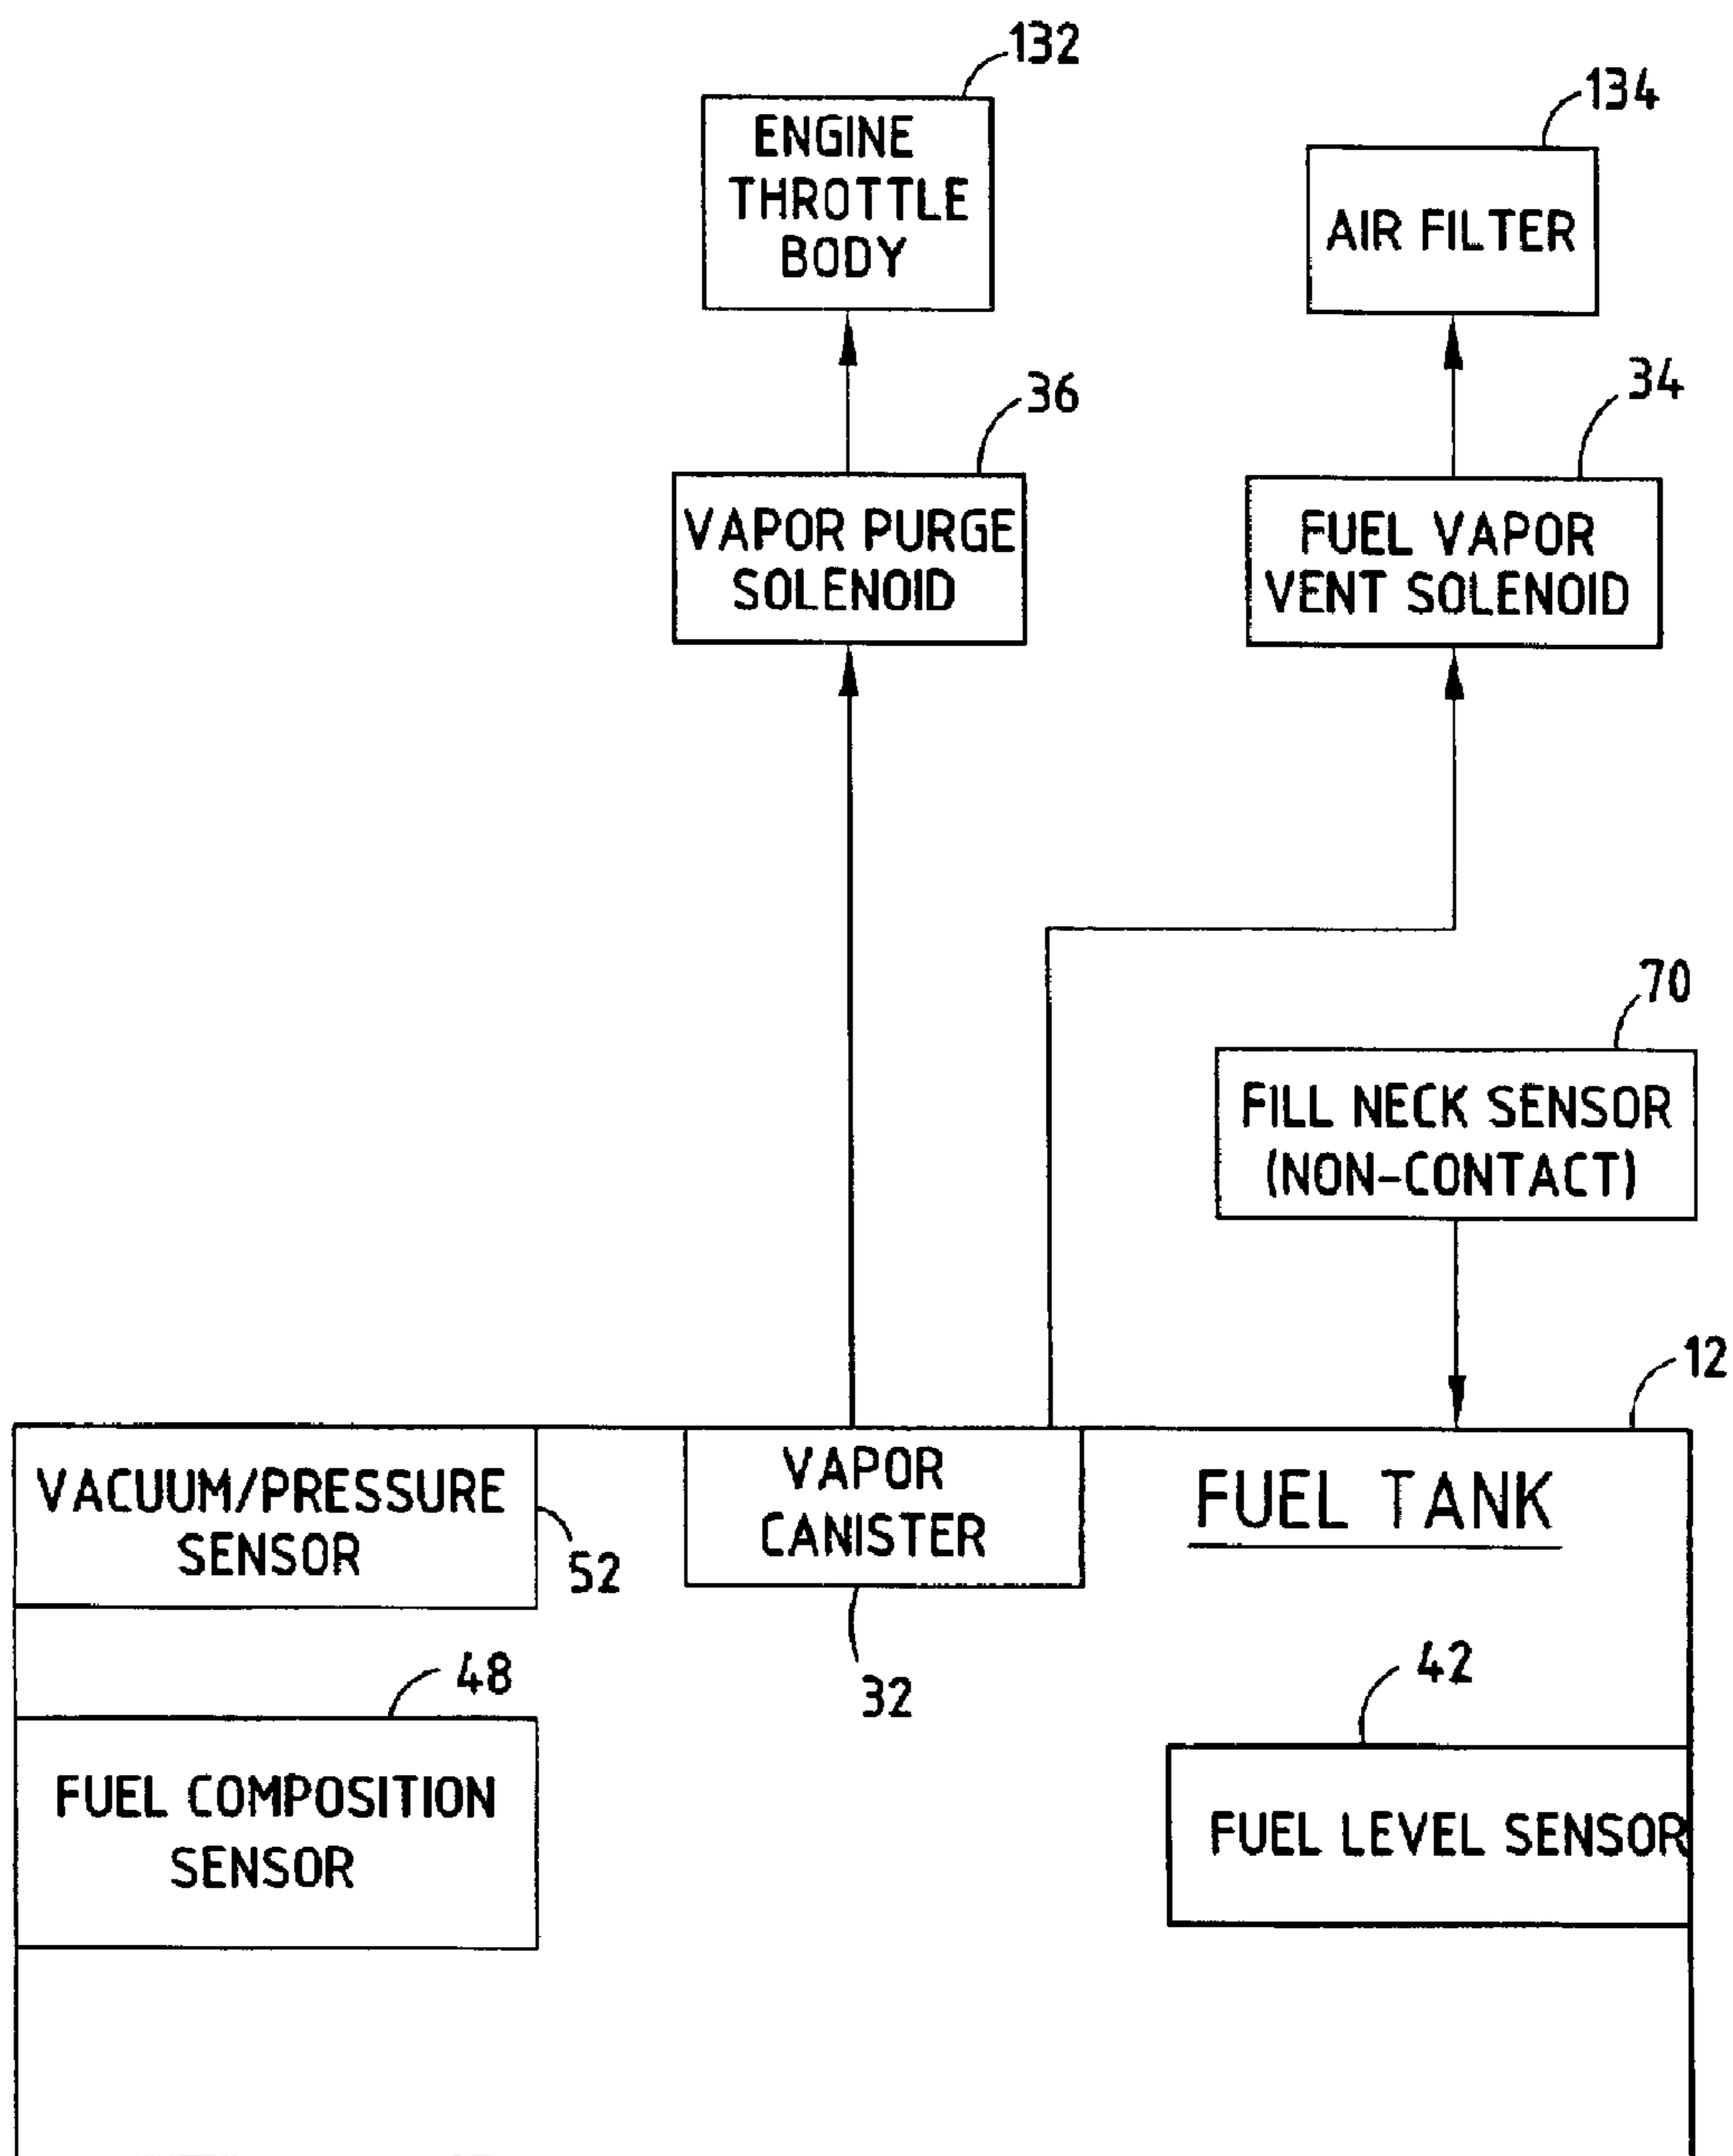 132
ENGINE
THROTTLE
BODY
134
AIR FILTER
36
VAPOR PURGE
SOLENOID
34
FUEL VAPOR
VENT SOLENOID
70
FILL NECK SENSOR
(NON-CONTACT)
12
VACUUM/PRESSURE
SENSOR
52
VAPOR
CANISTER
32
FUEL TANK
48
FUEL COMPOSITION
SENSOR
42
FUEL LEVEL SENSOR